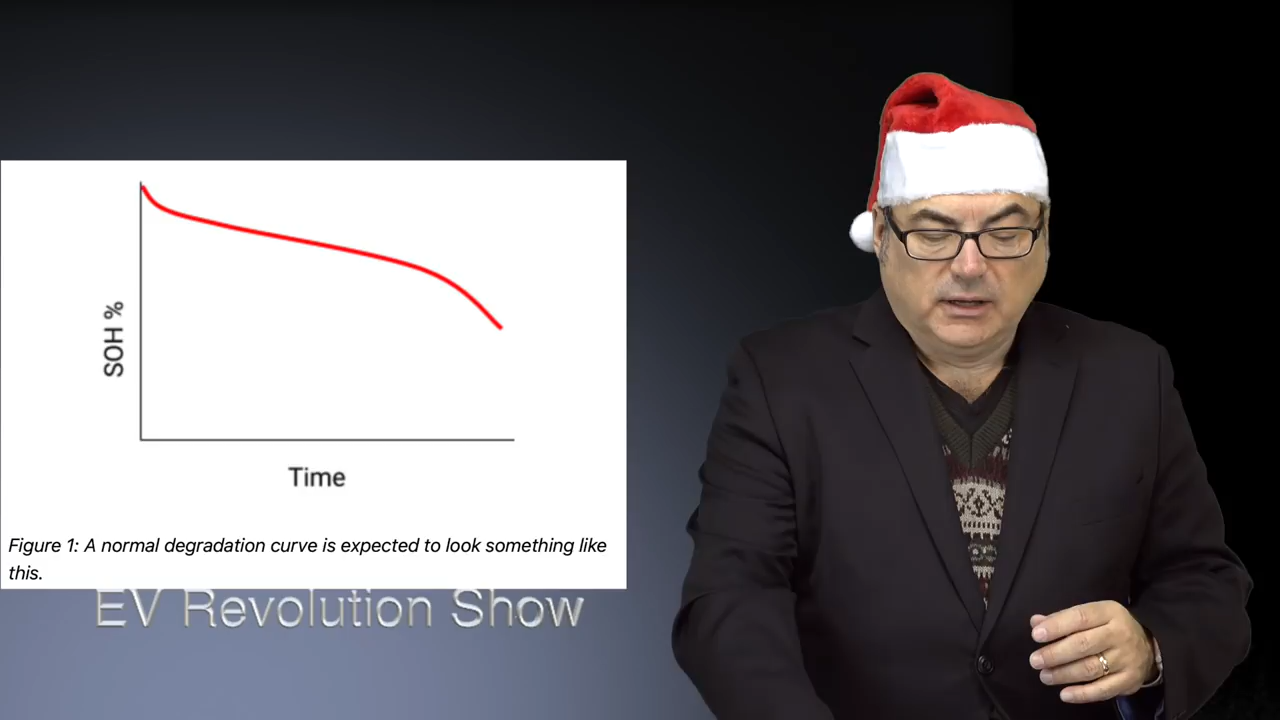 SOH %
Time
Figure 1: A normal degradation curve is expected to look something like
this.
EV Revolution Show